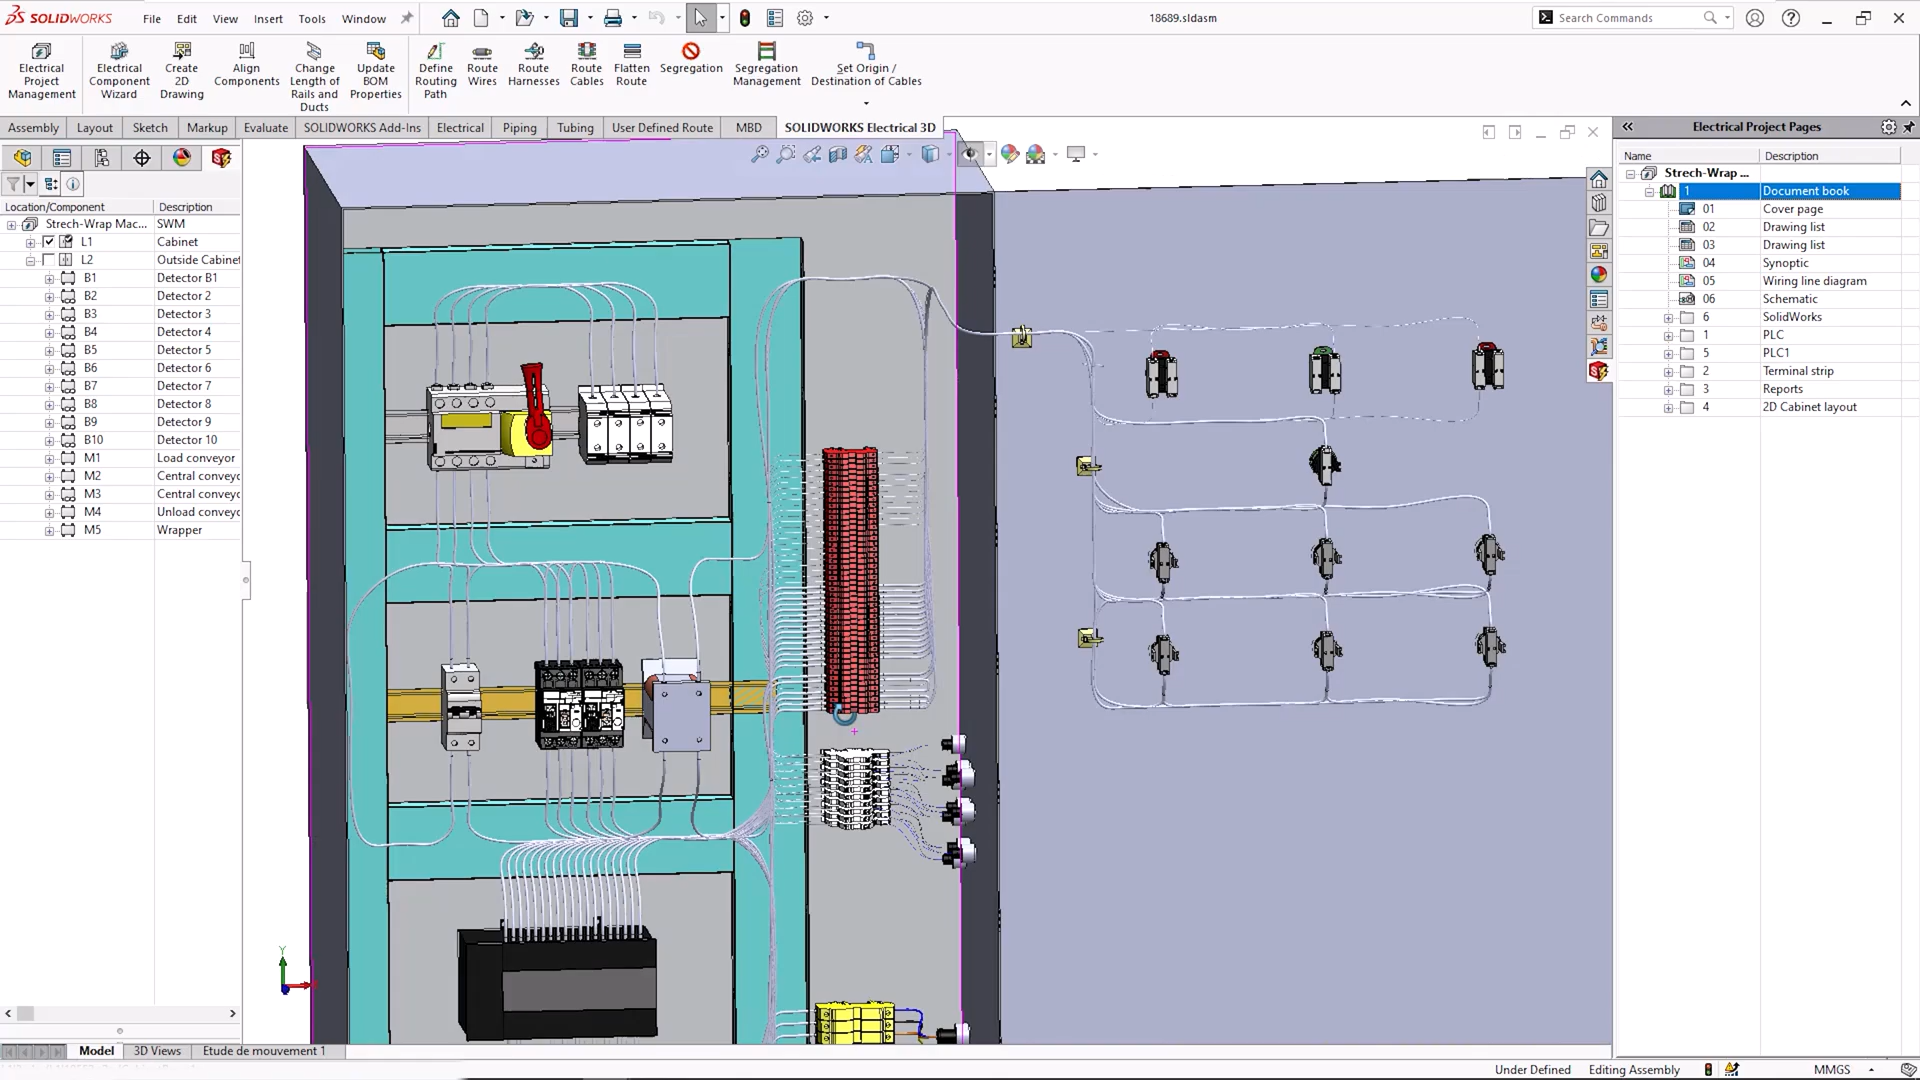 SOLIDWORKS File Edit View Insert Tools Window 18689.sldasm Search Commands
Electrical Project Management
Electrical Component Wizard
Create 2D Drawing
Align Components
Change Length of Rails and Ducts
Update BOM Properties
Define Routing Path
Route Wires
Route Harnesses
Route Cables
Flatten Route
Segregation
Segregation Management
Set Origin / Destination of Cables
Assembly Layout Sketch Markup Evaluate SOLIDWORKS Add-Ins Electrical Piping Tubing User Defined Route MBD SOLIDWORKS Electrical 3D
Location/Component Description
Strech-Wrap Mac... SWM
L1 Cabinet
L2 Outside Cabinet
B1 Detector B1
B2 Detector 2
B3 Detector 3
B4 Detector 4
B5 Detector 5
B6 Detector 6
B7 Detector 7
B8 Detector 8
B9 Detector 9
B10 Detector 10
M1 Load conveyor
M2 Central conveyo
M3 Central conveyo
M4 Unload conveyo
M5 Wrapper
Y
Electrical Project Pages
Name Description
Strech-Wrap ...
1 Document book
01 Cover page
02 Drawing list
03 Drawing list
04 Synoptic
05 Wiring line diagram
06 Schematic
6 SolidWorks
1 PLC
5 PLC1
2 Terminal strip
3 Reports
4 2D Cabinet layout
Model 3D Views Etude de mouvement 1
Under Defined Editing Assembly MMGS